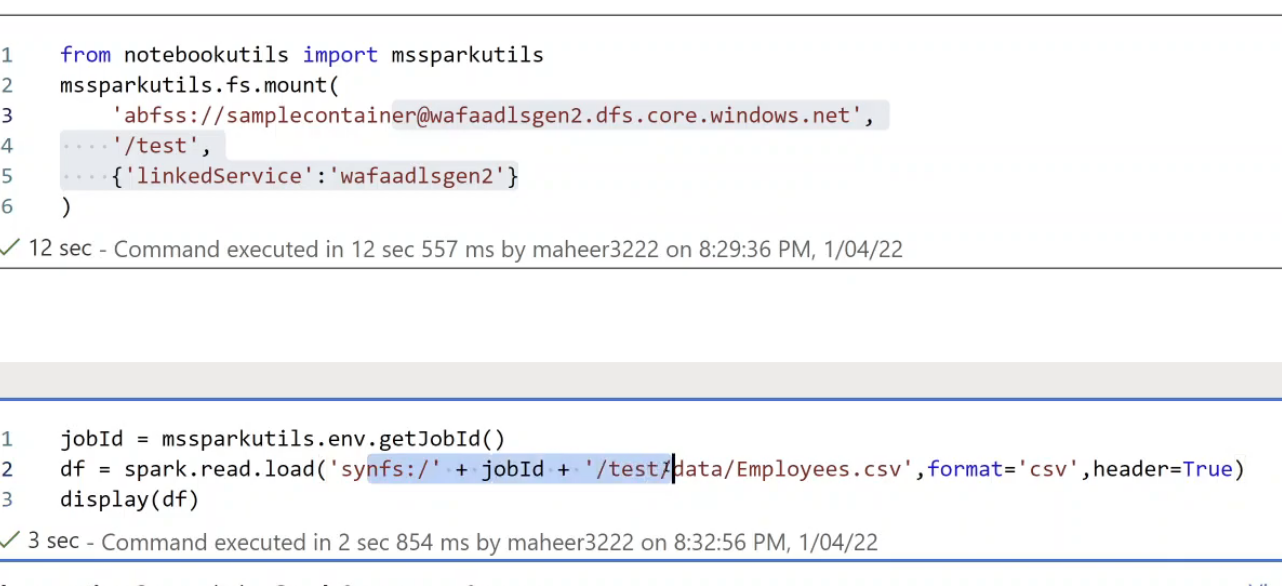 1 from notebookutils import mssparkutils
2 mssparkutils.fs.mount(
3 'abfss://samplecontainer@wafaadlsgen2.dfs.core.windows.net',
4 '/test',
5 {'linkedService':'wafaadlsgen2'}
6 )
12 sec - Command executed in 12 sec 557 ms by maheer3222 on 8:29:36 PM, 1/04/22
1 jobId = mssparkutils.env.getJobId()
2 df = spark.read.load('synfs:/' + jobId + '/test/data/Employees.csv',format='csv',header=True)
3 display(df)
3 sec - Command executed in 2 sec 854 ms by maheer3222 on 8:32:56 PM, 1/04/22